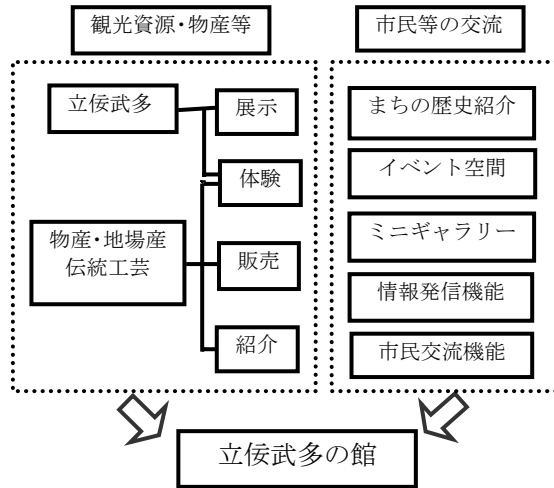 観光資源・物産等
市民等の交流
立佞武多
展示
体験
物産・地場産
伝統工芸
販売
紹介
まちの歴史紹介
イベント空間
ミニギャラリー
情報発信機能
市民交流機能
立佞武多の館